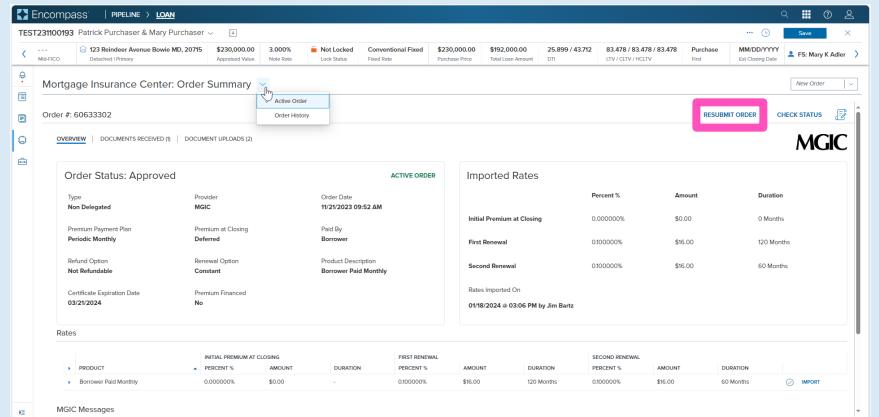 Encompass PIPELINE > LOAN
TEST231100193 Patrick Purchaser & Mary Purchaser
Save
--- 123 Reindeer Avenue Bowie MD, 20715 $230,000.00 3.000% Not Locked Conventional Fixed $230,000.00 $192,000.00 25.899 / 43.712 83.478 / 83.478 / 83.478 Purchase MM/DD/YYYY FS: Mary K Adler
Mid-FICO Detached | Primary Appraised Value Note Rate Lock Status Fixed Rate Purchase Price Total Loan Amount DTI LTV / CLTV / HCLTV First Est Closing Date
Mortgage Insurance Center: Order Summary
New Order
Active Order
Order History
Order #: 60633302
RESUBMIT ORDER CHECK STATUS
OVERVIEW | DOCUMENTS RECEIVED (1) | DOCUMENT UPLOADS (2)
MGIC
Order Status: Approved ACTIVE ORDER
Type Provider Order Date
Non Delegated MGIC 11/21/2023 09:52 AM
Premium Payment Plan Premium at Closing Paid By
Periodic Monthly Deferred Borrower
Refund Option Renewal Option Product Description
Not Refundable Constant Borrower Paid Monthly
Certificate Expiration Date Premium Financed
03/21/2024 No
Imported Rates
Percent % Amount Duration
Initial Premium at Closing 0.000000% $0.00 0 Months
First Renewal 0.100000% $16.00 120 Months
Second Renewal 0.100000% $16.00 60 Months
Rates Imported On
01/18/2024 @ 03:06 PM by Jim Bartz
Rates
INITIAL PREMIUM AT CLOSING FIRST RENEWAL SECOND RENEWAL
PRODUCT PERCENT % AMOUNT DURATION PERCENT % AMOUNT DURATION PERCENT % AMOUNT DURATION
Borrower Paid Monthly 0.000000% $0.00 - 0.100000% $16.00 120 Months 0.100000% $16.00 60 Months IMPORT
MGIC Messages